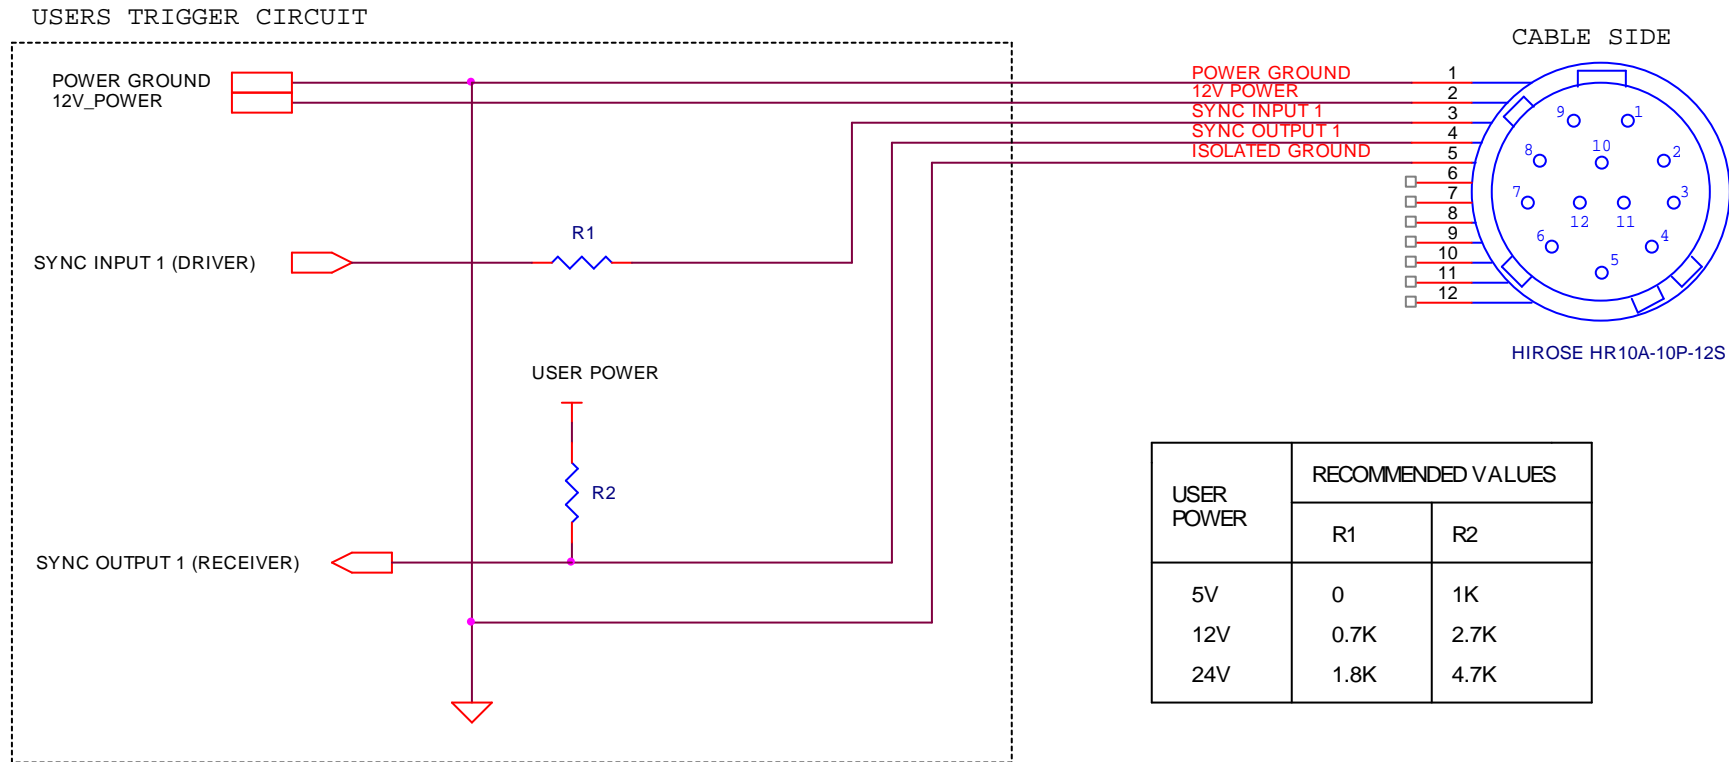 USERS TRIGGER CIRCUIT
CABLE SIDE
POWER GROUND
12V_POWER
POWER GROUND 1
12V POWER 2
SYNC INPUT 1 3
SYNC OUTPUT 1 4
ISOLATED GROUND 5
6
7
8
9
10
11
12
9 1
8 10 2
7 12 11 3
6 4
5
HIROSE HR10A-10P-12S
R1
SYNC INPUT 1 (DRIVER)
USER POWER
R2
SYNC OUTPUT 1 (RECEIVER)
USER POWER
RECOMMENDED VALUES
R1 R2
5V 0 1K
12V 0.7K 2.7K
24V 1.8K 4.7K